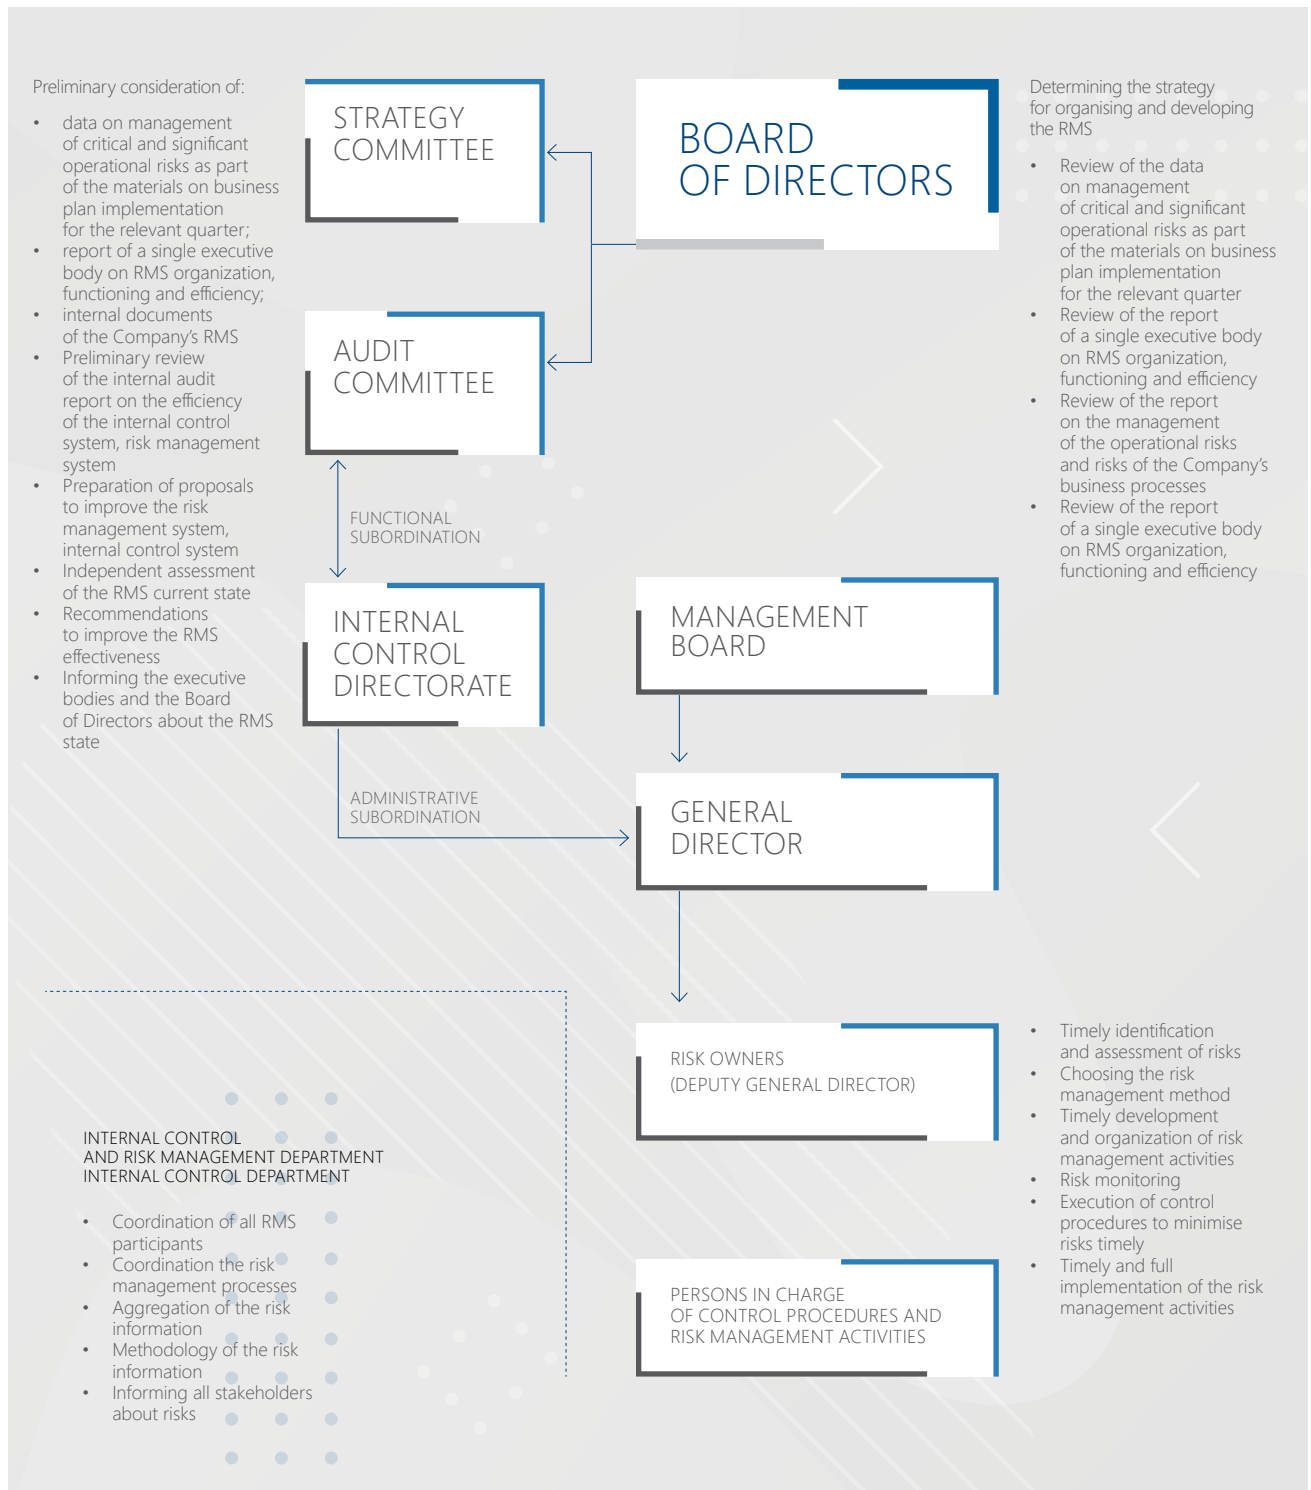 Preliminary consideration of:
• data on management
of critical and significant
operational risks as part
of the materials on business
plan implementation
for the relevant quarter;
• report of a single executive
body on RMS organization,
functioning and efficiency;
• internal documents
of the Company's RMS
• Preliminary review
of the internal audit
report on the efficiency
of the internal control
system, risk management
system
• Preparation of proposals
to improve the risk
management system,
internal control system
• Independent assessment
of the RMS current state
• Recommendations
to improve the RMS
effectiveness
• Informing the executive
bodies and the Board
of Directors about the RMS
state
STRATEGY
COMMITTEE
BOARD
OF DIRECTORS
AUDIT
COMMITTEE
FUNCTIONAL
SUBORDINATION
INTERNAL
CONTROL
DIRECTORATE
ADMINISTRATIVE
SUBORDINATION
MANAGEMENT
BOARD
GENERAL
DIRECTOR
Determining the strategy
for organising and developing
the RMS
• Review of the data
on management
of critical and significant
operational risks as part
of the materials on business
plan implementation
for the relevant quarter
• Review of the report
of a single executive body
on RMS organization,
functioning and efficiency
• Review of the report
on the management
of the operational risks
and risks of the Company's
business processes
• Review of the report
of a single executive body
on RMS organization,
functioning and efficiency
RISK OWNERS
(DEPUTY GENERAL DIRECTOR)
PERSONS IN CHARGE
OF CONTROL PROCEDURES AND
RISK MANAGEMENT ACTIVITIES
• Timely identification
and assessment of risks
• Choosing the risk
management method
• Timely development
and organization of risk
management activities
• Risk monitoring
• Execution of control
procedures to minimise
risks timely
• Timely and full
implementation of the risk
management activities
INTERNAL CONTROL
AND RISK MANAGEMENT DEPARTMENT
INTERNAL CONTROL DEPARTMENT
• Coordination of all RMS
participants
• Coordination the risk
management processes
• Aggregation of the risk
information
• Methodology of the risk
information
• Informing all stakeholders
about risks